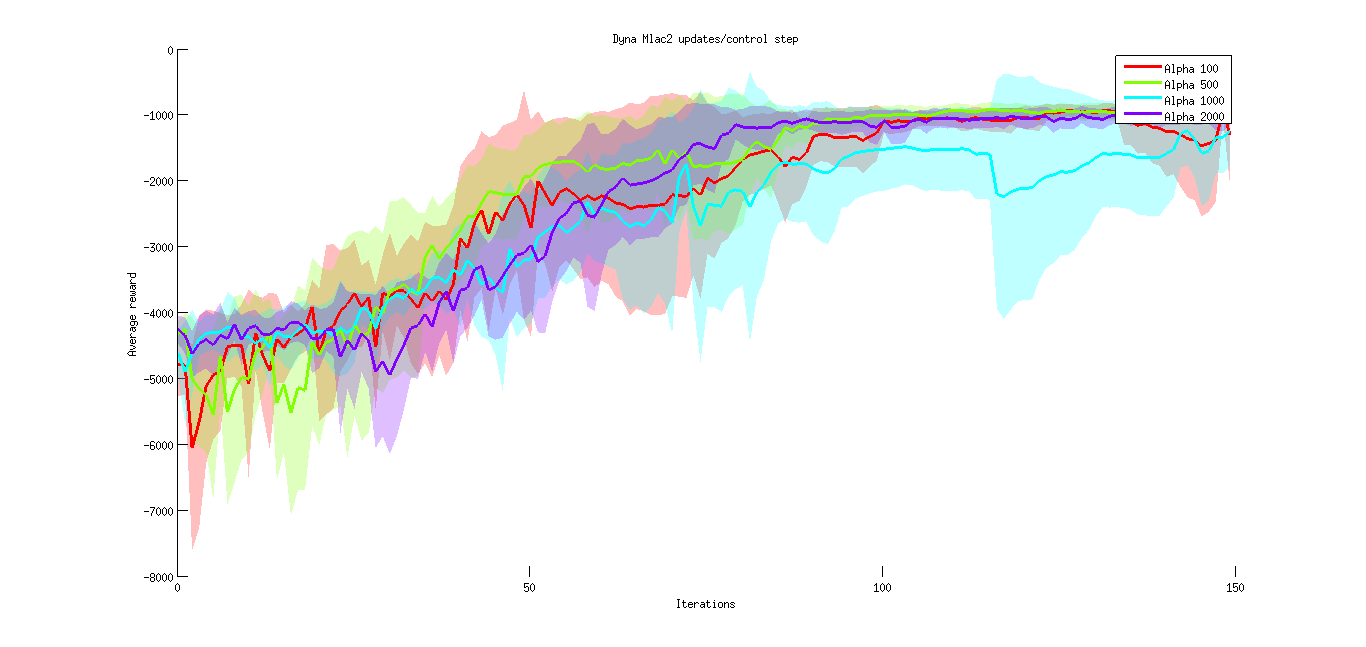 Dyna Mlac2 updates/control step
Alpha 100
Alpha 500
Alpha 1000
Alpha 2000
0
-1000
-2000
-3000
-4000
-5000
-6000
-7000
-8000
Average reward
0
50
100
150
Iterations